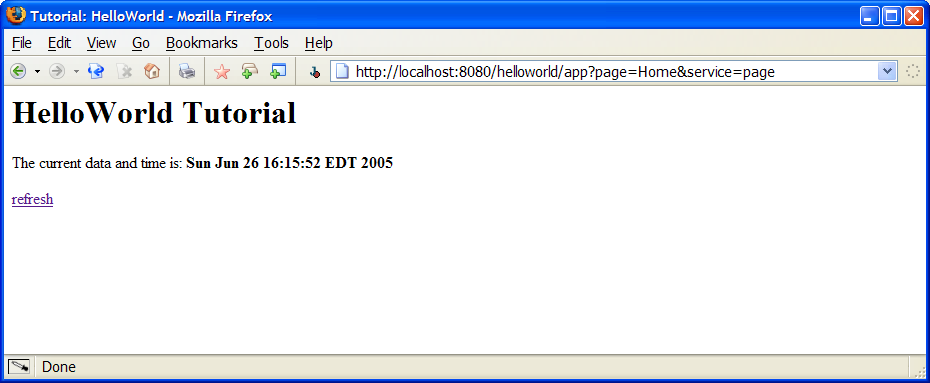 Tutorial: HelloWorld - Mozilla Firefox
File Edit View Go Bookmarks Tools Help
http://localhost:8080/helloworld/app?page=Home&service=page
HelloWorld Tutorial
The current data and time is: Sun Jun 26 16:15:52 EDT 2005
refresh
Done